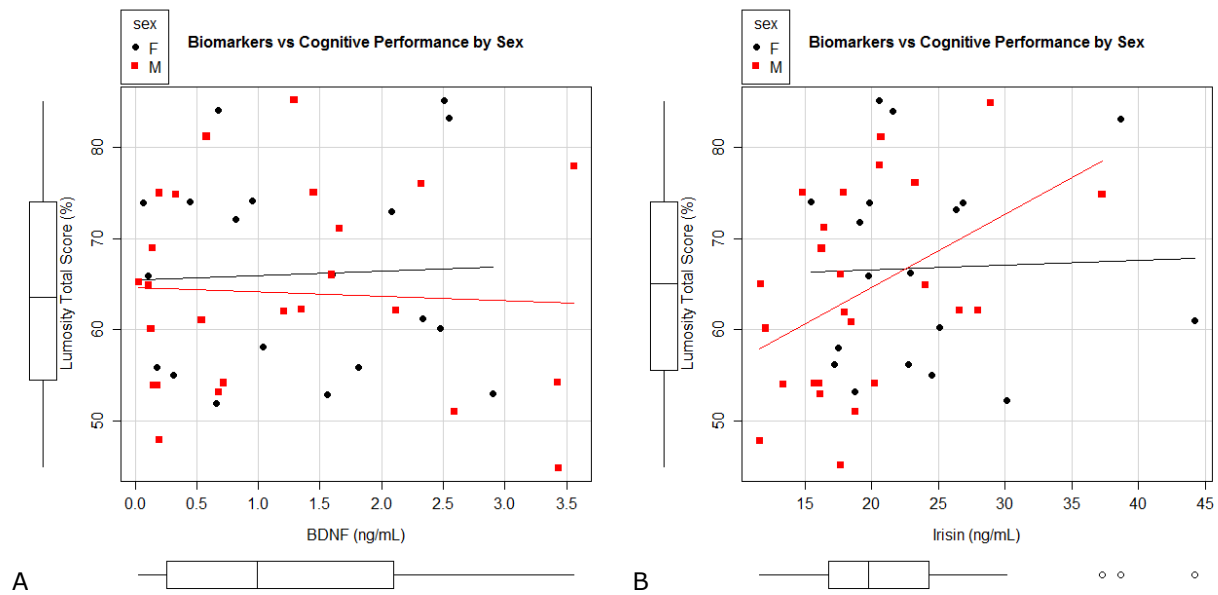 sex
F
M
Biomarkers vs Cognitive Performance by Sex
Lumosity Total Score (%)
80
70
60
50
0.0 0.5 1.0 1.5 2.0 2.5 3.0 3.5
BDNF (ng/mL)
A
sex
F
M
Biomarkers vs Cognitive Performance by Sex
Lumosity Total Score (%)
80
70
60
50
15 20 25 30 35 40 45
Irisin (ng/mL)
B